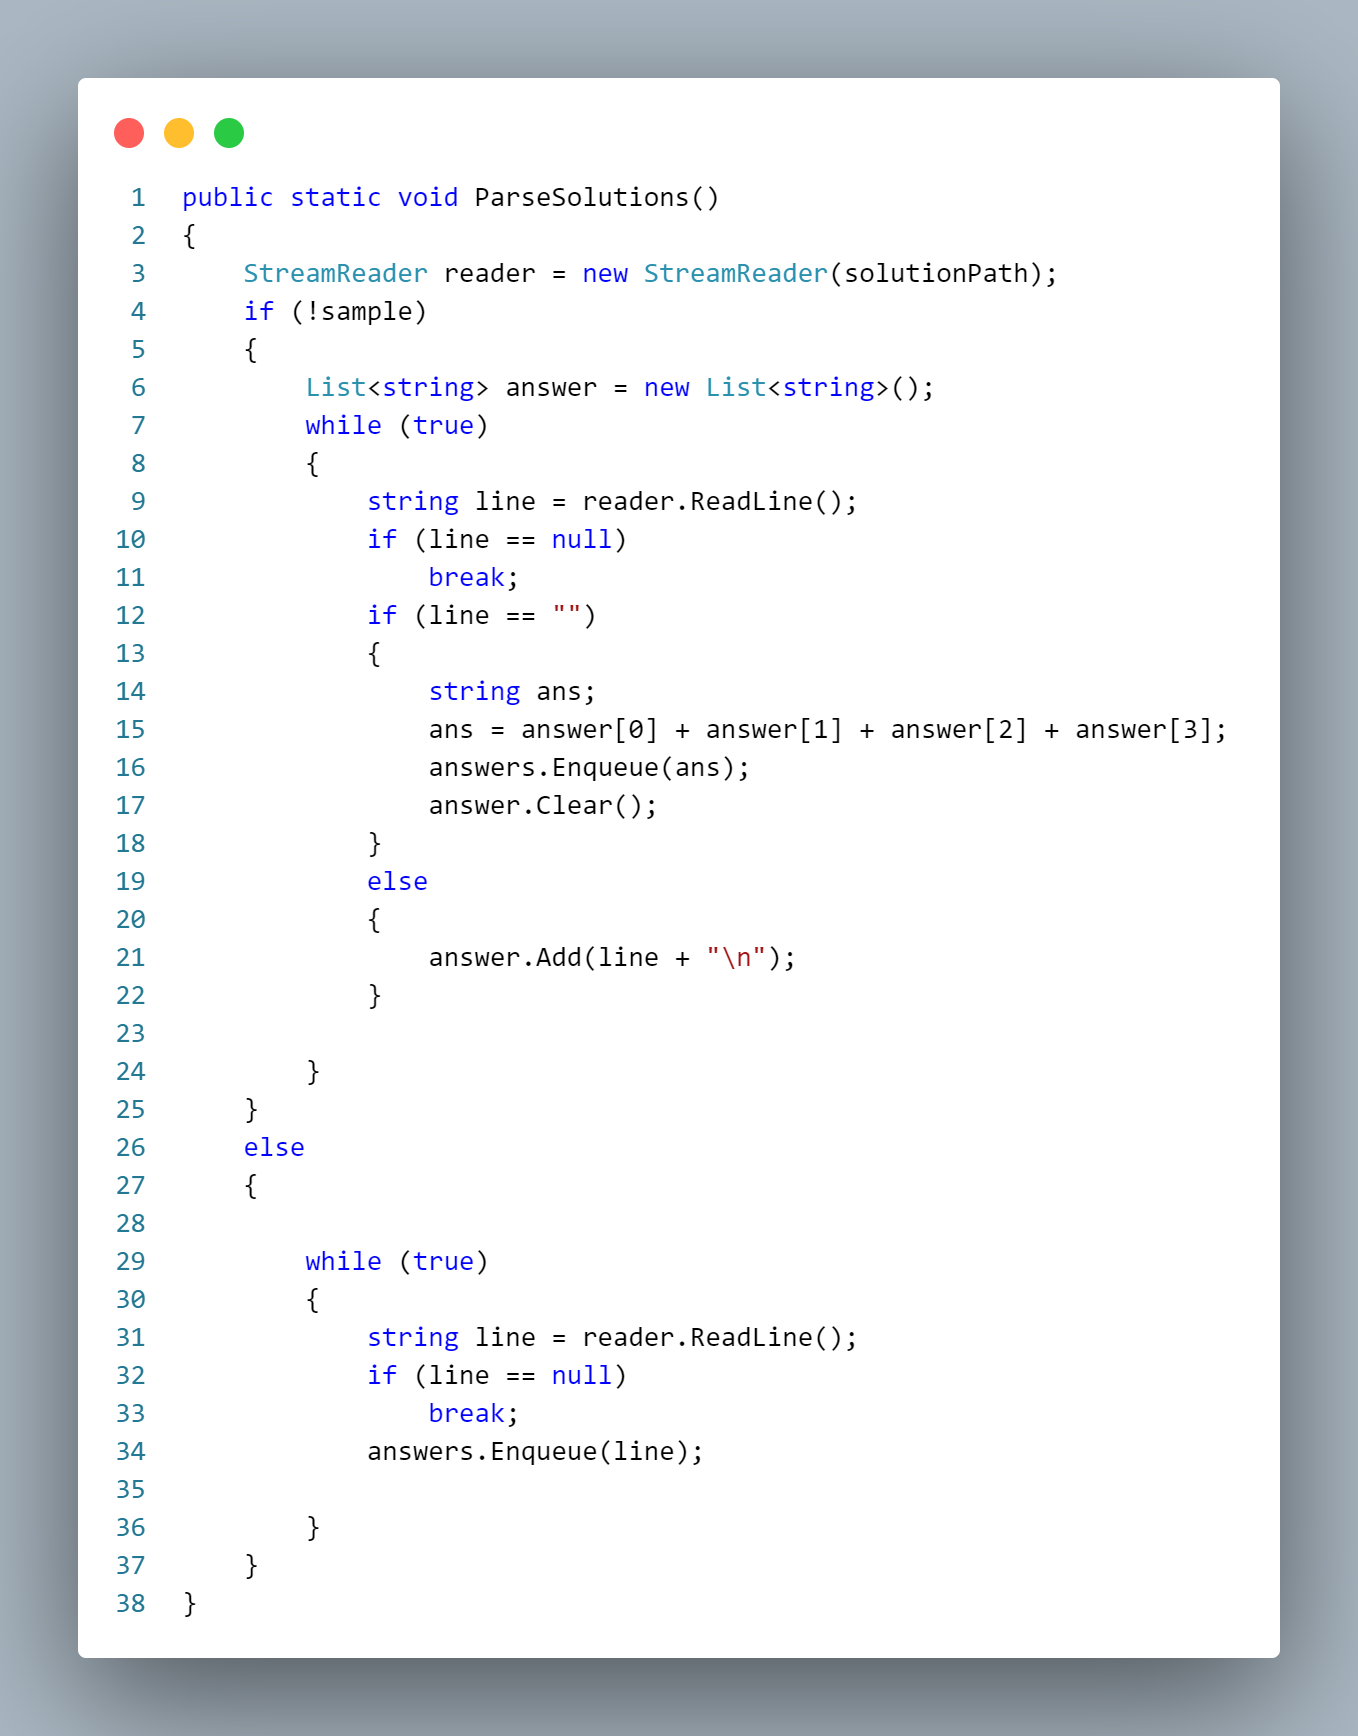 1 public static void ParseSolutions()
2 {
3     StreamReader reader = new StreamReader(solutionPath);
4     if (!sample)
5     {
6         List<string> answer = new List<string>();
7         while (true)
8         {
9             string line = reader.ReadLine();
10             if (line == null)
11                 break;
12             if (line == "")
13             {
14                 string ans;
15                 ans = answer[0] + answer[1] + answer[2] + answer[3];
16                 answers.Enqueue(ans);
17                 answer.Clear();
18             }
19             else
20             {
21                 answer.Add(line + "\n");
22             }
23
24         }
25     }
26     else
27     {
28
29         while (true)
30         {
31             string line = reader.ReadLine();
32             if (line == null)
33                 break;
34             answers.Enqueue(line);
35
36         }
37     }
38 }